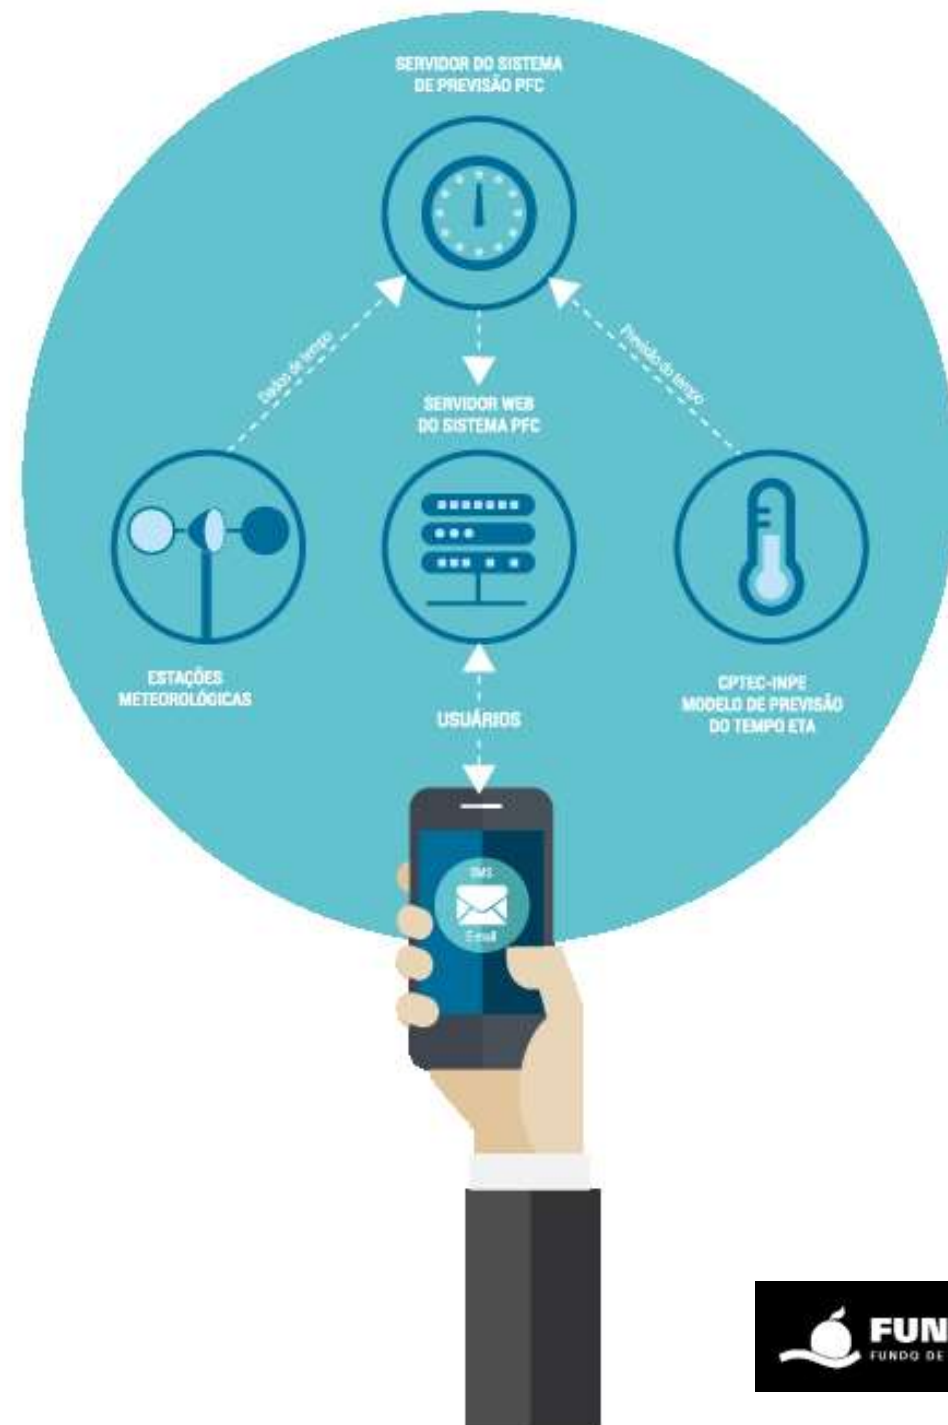 SERVIDOR DO SISTEMA
DE PREVISÃO PFC
Dados de tempo
Previsão do tempo
SERVIDOR WEB
DO SISTEMA PFC
ESTAÇÕES
METEOROLÓGICAS
CPTEC-INPE
MODELO DE PREVISÃO
DO TEMPO ETA
USUÁRIOS
SMS
Email
FUN
FUNDO DE